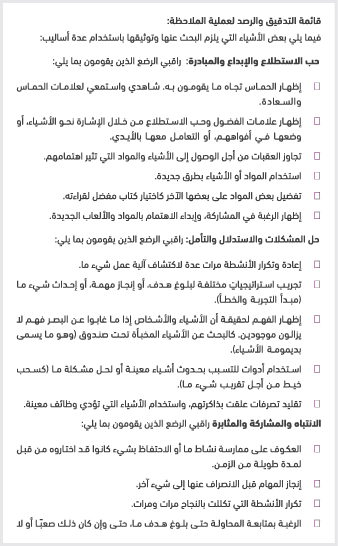 قائمة التدقيق والرصد لعملية الملاحظة:
فيما يلي بعض الأشياء التي يلزم البحث عنها وتوثيقها باستخدام عدة أساليب:
حب الاستطلاع والإبداع والمبادرة: راقبي الرضع الذين يقومون بما يلي:
إظهار الحماس تجاه ما يقومون به. شاهدي واستمعي لعلامات الحماس
والسعادة.
إظهار علامات الفضول وحب الاستطلاع من خلال الإشارة نحو الأشياء، أو
وضعها في أفواههم، أو التعامل معها بالأيدي.
تجاوز العقبات من أجل الوصول إلى الأشياء والمواد التي تثير اهتمامهم.
استخدام المواد أو الأشياء بطرق جديدة.
تفضيل بعض المواد على بعضها الآخر كاختيار كتاب مفضل لقراءته.
إظهار الرغبة في المشاركة، وإبداء الاهتمام بالمواد والألعاب الجديدة.
حل المشكلات والاستدلال والتأمل: راقبي الرضع الذين يقومون بما يلي:
إعادة وتكرار الأنشطة مرات عدة لاكتشاف آلية عمل شيء ما.
تجريب استراتيجيات مختلفة لبلوغ هدف، أو إنجاز مهمة، أو إحداث شيء ما
(مبدأ التجربة والخطأ).
إظهار الفهم لحقيقة أن الأشياء والأشخاص إذا ما غابوا عن البصر فهم لا
يزالون موجودين. كالبحث عن الأشياء المخبأة تحت صندوق (وهو ما يسمى
بديمومة الأشياء).
استخدام أدوات للتسبب بحدوث أشياء معينة أو لحل مشكلة ما (كسحب
خيط من أجل تقريب شيء ما).
تقليد تصرفات علقت بذاكرتهم، واستخدام الأشياء التي تؤدي وظائف معينة.
الانتباه والمشاركة والمثابرة راقبي الرضع الذين يقومون بما يلي:
العكوف على ممارسة نشاط ما أو الاحتفاظ بشيء كانوا قد اختاروه من قبل
لمدة طويلة من الزمن.
إنجاز المهام قبل الانصراف عنها إلى شيء آخر.
تكرار الأنشطة التي تكللت بالنجاح مرات ومرات.
الرغبة بمتابعة المحاولة حتى بلوغ هدف ما، حتى وإن كان ذلك صعبًا أو لا